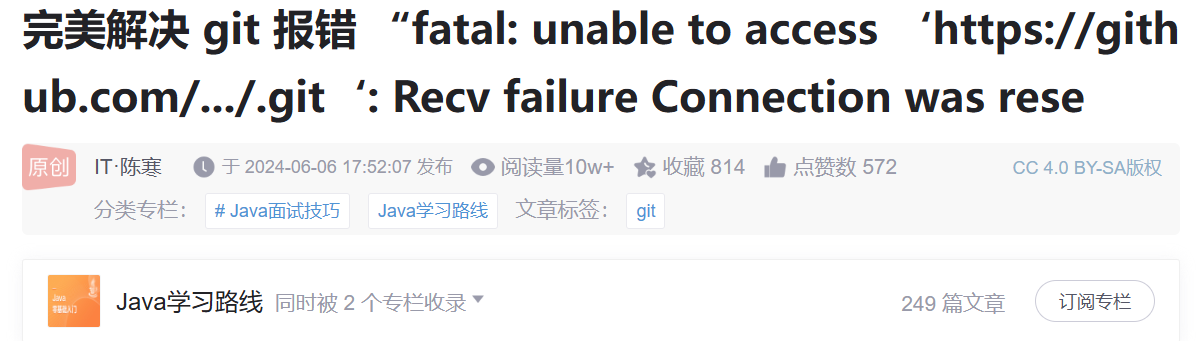 完美解决 git 报错 “fatal: unable to access ‘https://gith
ub.com/.../.git‘: Recv failure Connection was rese
原创 IT·陈寒 于 2024-06-06 17:52:07 发布 阅读量10w+ 收藏 814 点赞数 572 CC 4.0 BY-SA版权
分类专栏： # Java面试技巧 Java学习路线 文章标签： git
Java
零基础入门
Java学习路线 同时被 2 个专栏收录 249 篇文章 订阅专栏